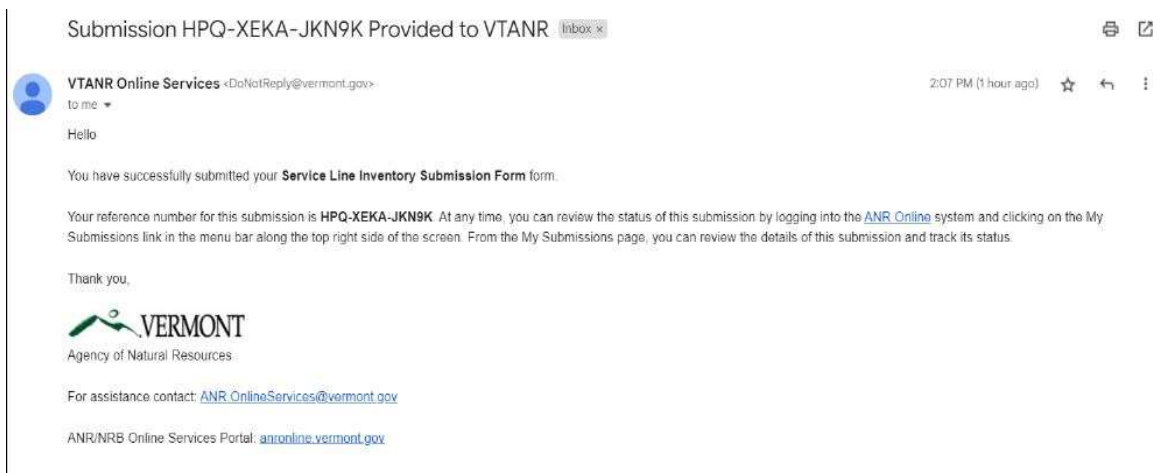 Submission HPQ-XEKA-JKN9K Provided to VTANR Inbox ×
VTANR Online Services <DoNotReply@vermont.gov> 2:07 PM (1 hour ago)
to me
Hello
You have successfully submitted your Service Line Inventory Submission Form form.
Your reference number for this submission is HPQ-XEKA-JKN9K. At any time, you can review the status of this submission by logging into the ANR Online system and clicking on the My
Submissions link in the menu bar along the top right side of the screen. From the My Submissions page, you can review the details of this submission and track its status.
Thank you,
VERMONT
Agency of Natural Resources
For assistance contact: ANR.OnlineServices@vermont.gov
ANR/NRB Online Services Portal: anronline.vermont.gov